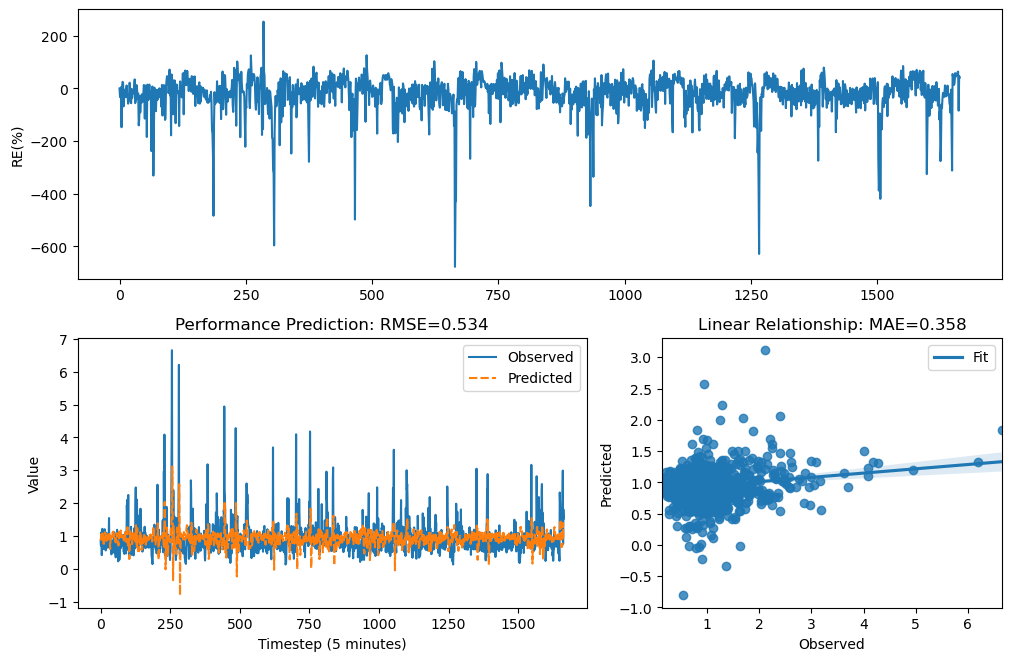 200
0
−200
−400
−600
RE(%)
0 250 500 750 1000 1250 1500
Performance Prediction: RMSE=0.534
7
6
5
4
3
2
1
0
−1
Value
Observed
Predicted
0 250 500 750 1000 1250 1500
Timestep (5 minutes)
Linear Relationship: MAE=0.358
3.0
2.5
2.0
1.5
1.0
0.5
0.0
−0.5
−1.0
Predicted
Fit
1 2 3 4 5 6
Observed